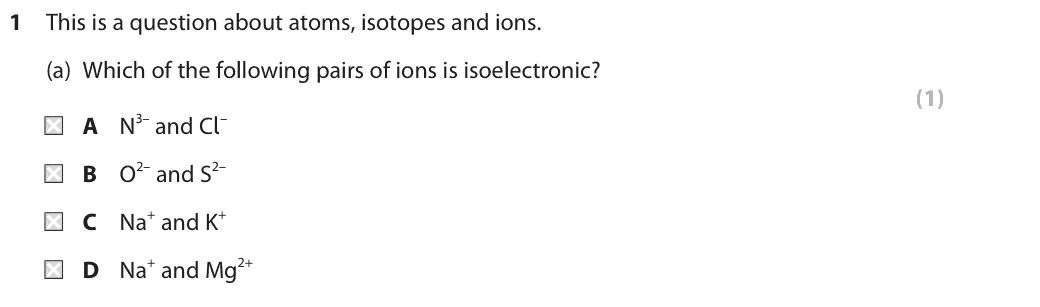 1 This is a question about atoms, isotopes and ions.
(a) Which of the following pairs of ions is isoelectronic?
(1)
A N³⁻ and Cl⁻
B O²⁻ and S²⁻
C Na⁺ and K⁺
D Na⁺ and Mg²⁺